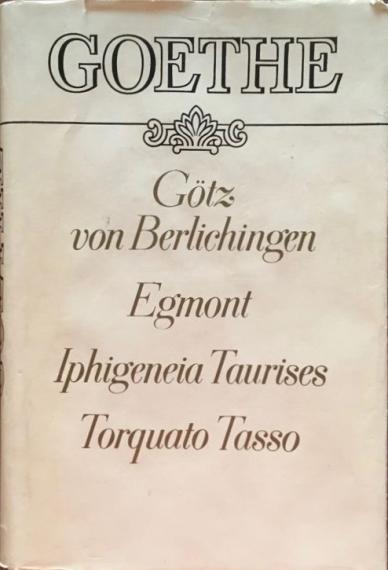 GOETHE
Götz
von Berlichingen
Egmont
Iphigeneia Taurises
Torquato Tasso